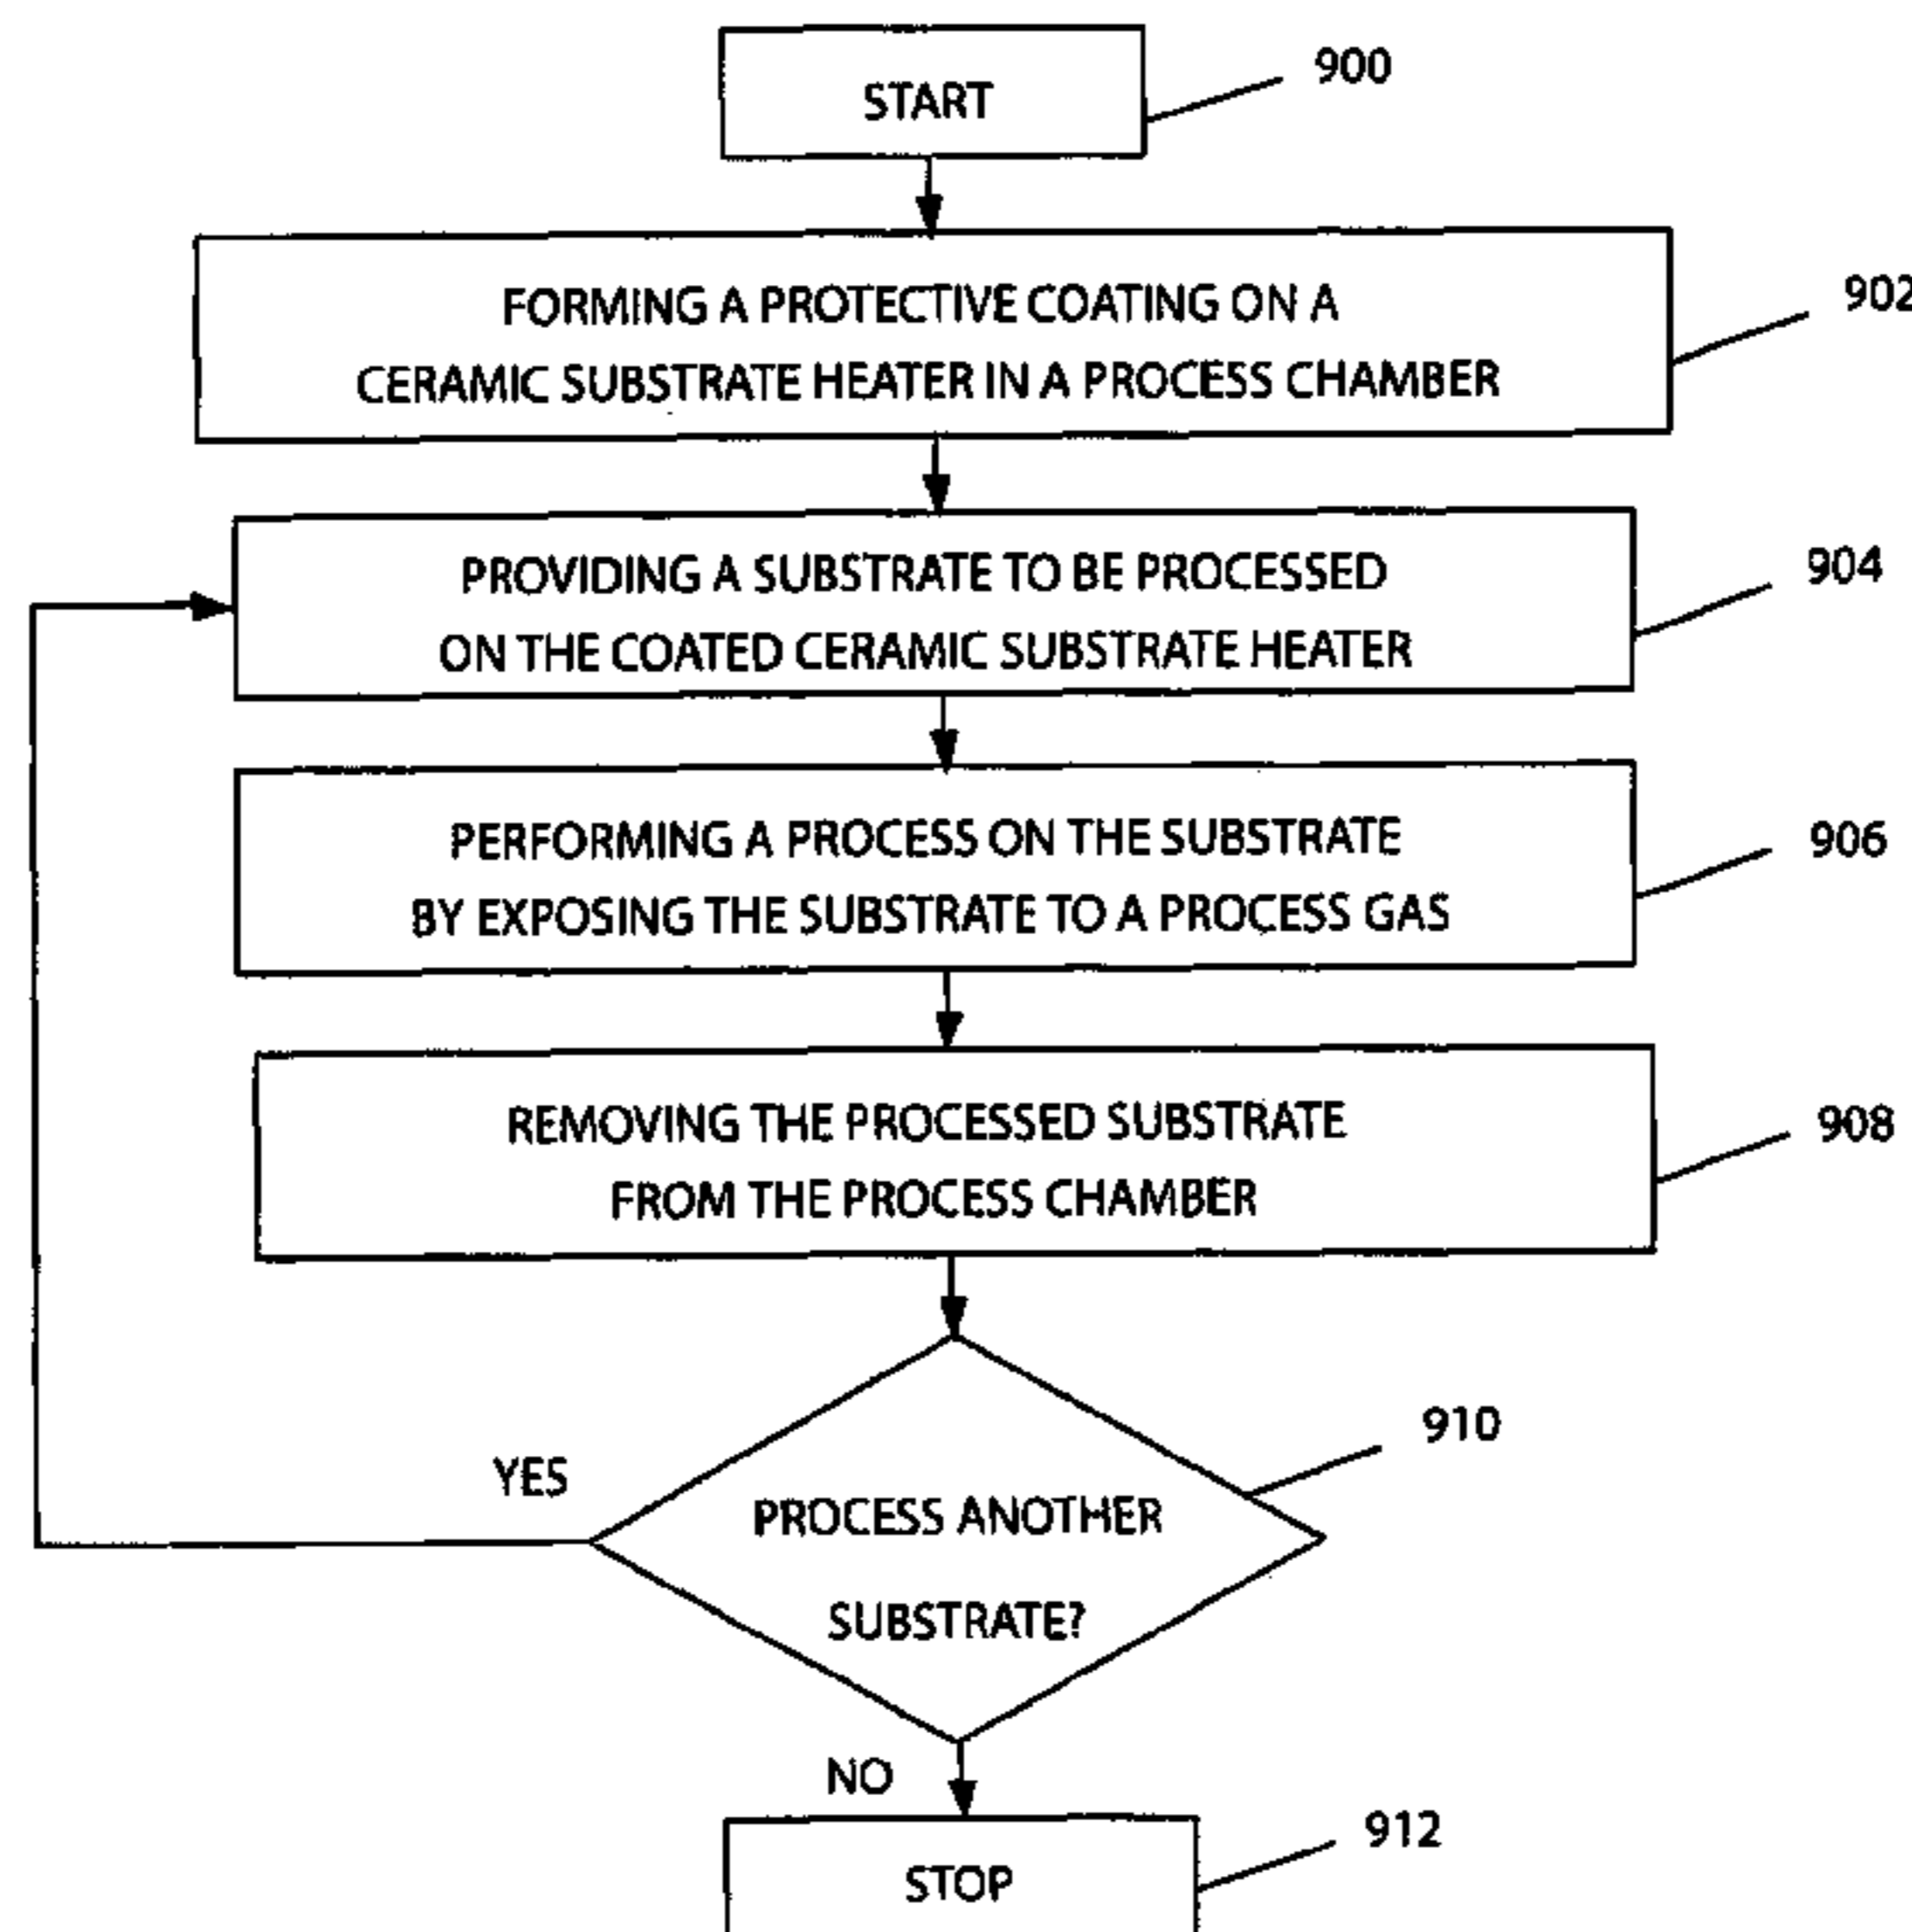 START
900
FORMING A PROTECTIVE COATING ON A
CERAMIC SUBSTRATE HEATER IN A PROCESS CHAMBER
902
PROVIDING A SUBSTRATE TO BE PROCESSED
ON THE COATED CERAMIC SUBSTRATE HEATER
904
PERFORMING A PROCESS ON THE SUBSTRATE
BY EXPOSING THE SUBSTRATE TO A PROCESS GAS
906
REMOVING THE PROCESSED SUBSTRATE
FROM THE PROCESS CHAMBER
908
910
YES
PROCESS ANOTHER
SUBSTRATE?
NO
912
STOP